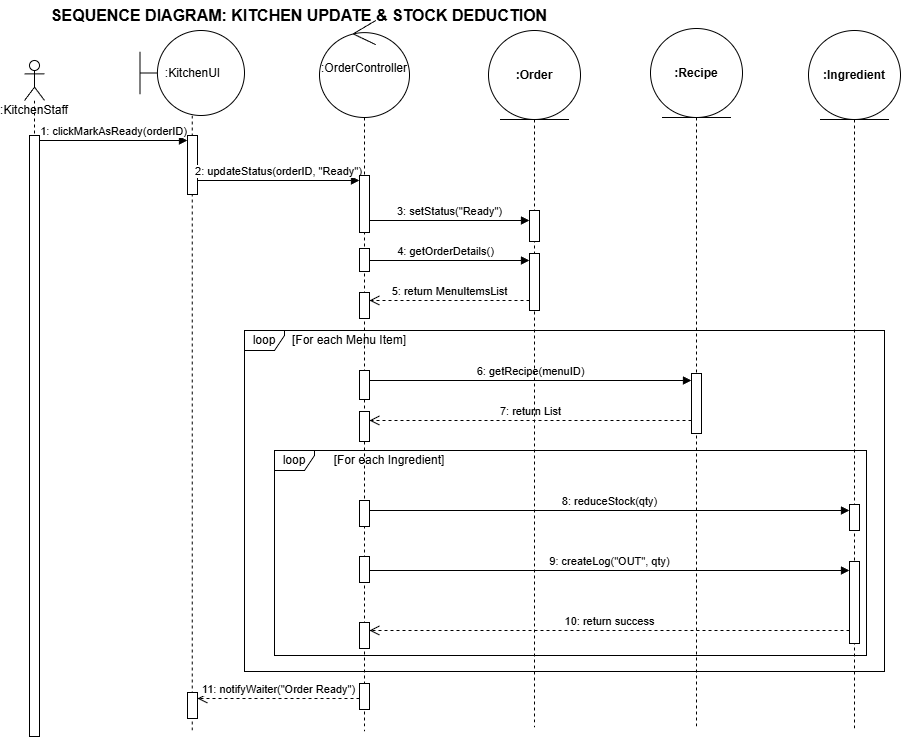 SEQUENCE DIAGRAM: KITCHEN UPDATE & STOCK DEDUCTION
:KitchenStaff
:KitchenUI
:OrderController
:Order
:Recipe
:Ingredient
1: clickMarkAsReady(orderID)
2: updateStatus(orderID, "Ready")
3: setStatus("Ready")
4: getOrderDetails()
5: return MenuItemsList
loop
[For each Menu Item]
6: getRecipe(menuID)
7: return List
loop
[For each Ingredient]
8: reduceStock(qty)
9: createLog("OUT", qty)
10: return success
11: notifyWaiter("Order Ready")